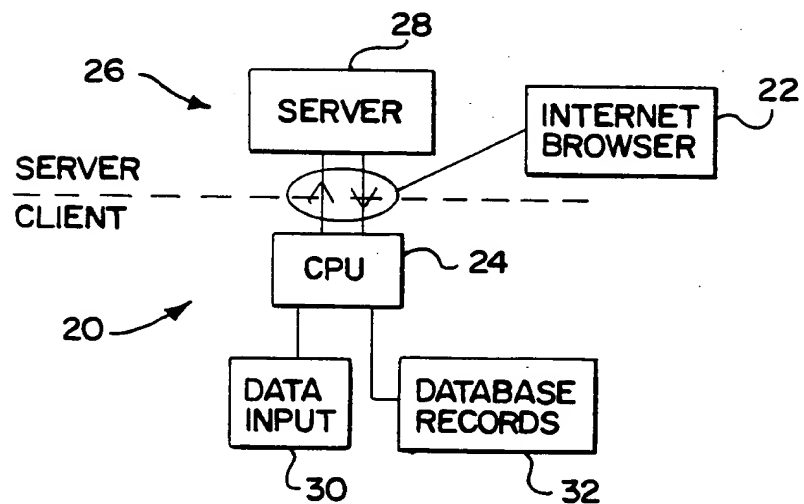 28
26
SERVER
INTERNET
BROWSER
22
SERVER
CLIENT
CPU
24
20
DATA
INPUT
DATABASE
RECORDS
30
32